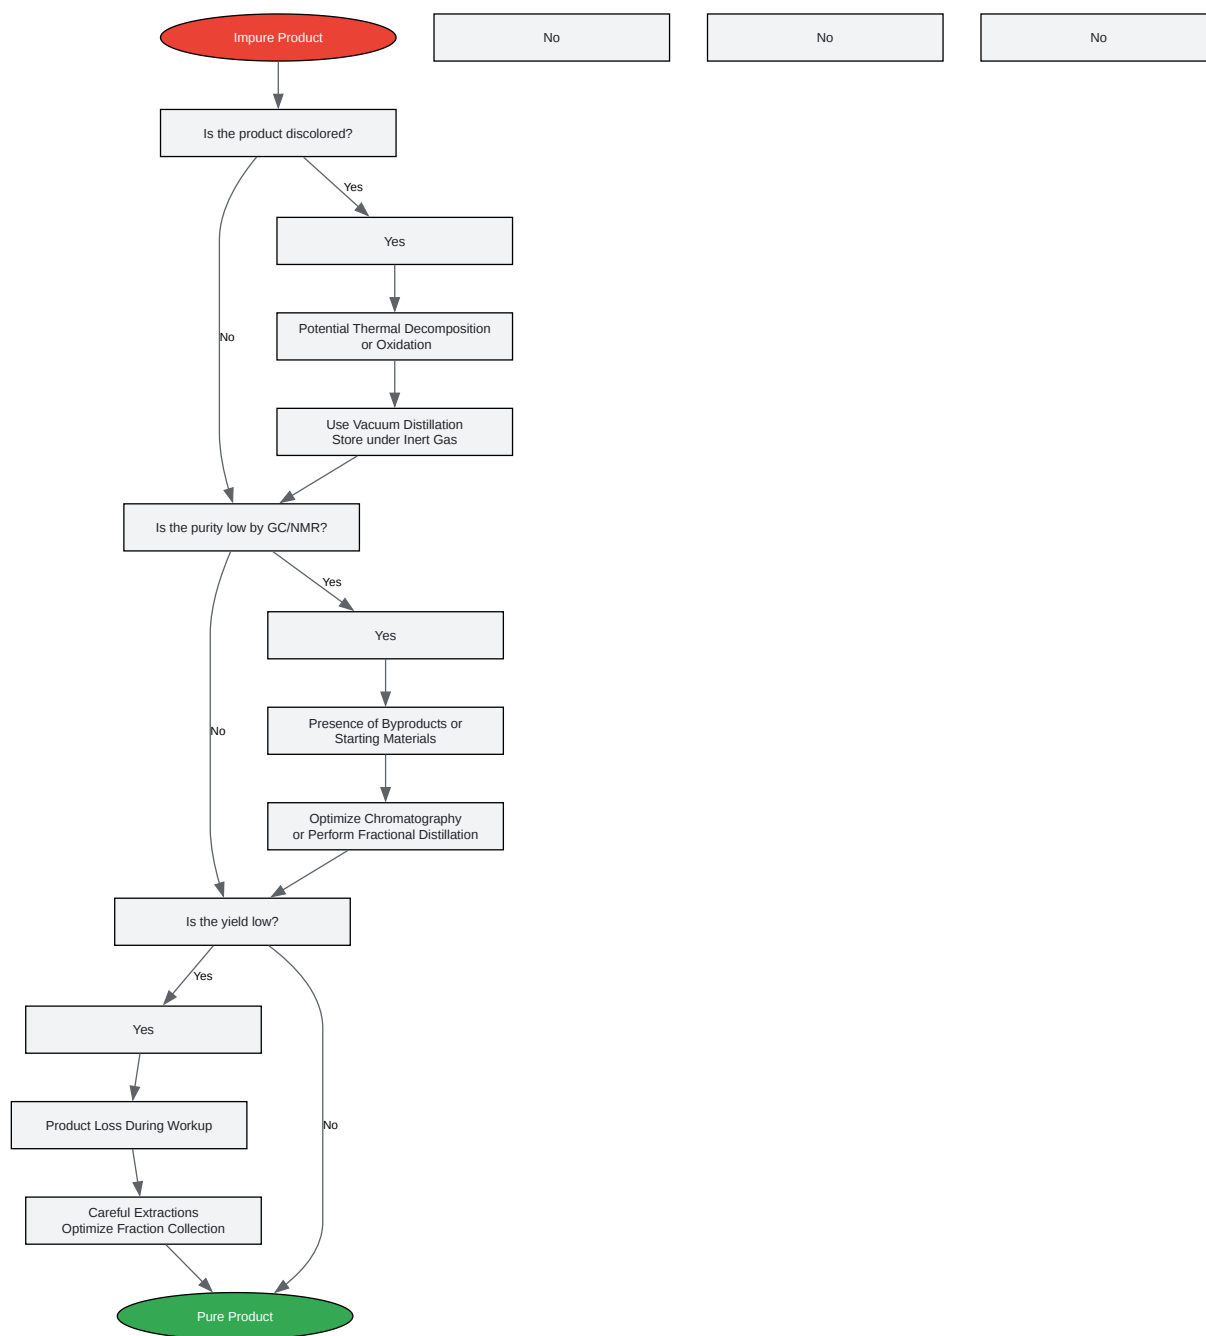 Impure Product
No
No
No
Is the product discolored?
Yes
Yes
No
Potential Thermal Decomposition
or Oxidation
Use Vacuum Distillation
Store under Inert Gas
Is the purity low by GC/NMR?
Yes
Yes
No
Presence of Byproducts or
Starting Materials
Optimize Chromatography
or Perform Fractional Distillation
Is the yield low?
Yes
Yes
Product Loss During Workup
No
Careful Extractions
Optimize Fraction Collection
Pure Product